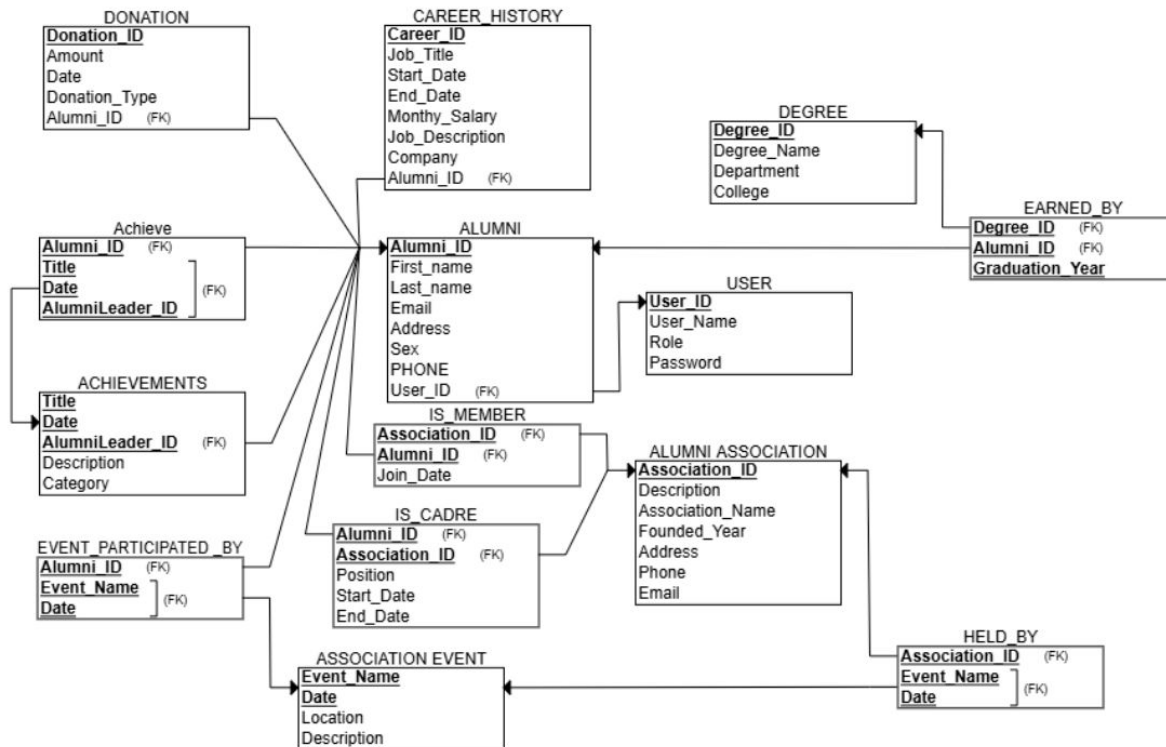 DONATION
Donation_ID
Amount
Date
Donation_Type
Alumni_ID (FK)
CAREER_HISTORY
Career_ID
Job_Title
Start_Date
End_Date
Monthy_Salary
Job_Description
Company
Alumni_ID (FK)
DEGREE
Degree_ID
Degree_Name
Department
College
EARNED_BY
Degree_ID (FK)
Alumni_ID (FK)
Graduation_Year
Achieve
Alumni_ID (FK)
Title
Date
AlumniLeader_ID
(FK)
ALUMNI
Alumni_ID
First_name
Last_name
Email
Address
Sex
PHONE
User_ID (FK)
USER
User_ID
User_Name
Role
Password
ACHIEVEMENTS
Title
Date
AlumniLeader_ID (FK)
Description
Category
IS_MEMBER
Association_ID (FK)
Alumni_ID (FK)
Join_Date
ALUMNI ASSOCIATION
Association_ID
Description
Association_Name
Founded_Year
Address
Phone
Email
IS_CADRE
Alumni_ID (FK)
Association_ID (FK)
Position
Start_Date
End_Date
EVENT_PARTICIPATED _BY
Alumni_ID (FK)
Event_Name
Date
(FK)
HELD_BY
Association_ID (FK)
Event_Name
Date
(FK)
ASSOCIATION EVENT
Event_Name
Date
Location
Description